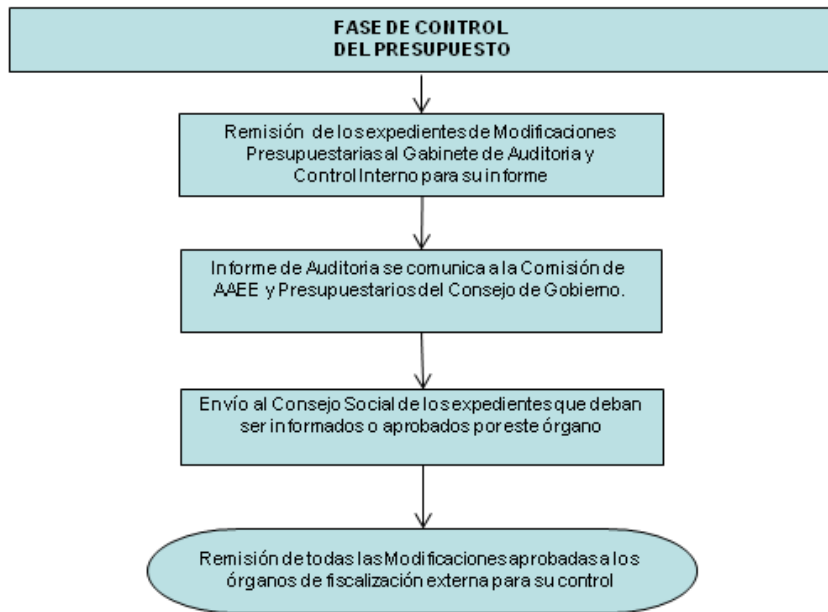 FASE DE CONTROL
DEL PRESUPUESTO
Remisión de los expedientes de Modificaciones
Presupuestarias al Gabinete de Auditoria y
Control Interno para su informe
Informe de Auditoria se comunica a la Comisión de
AAEE y Presupuestarios del Consejo de Gobierno.
Envío al Consejo Social de los expedientes que deban
ser informados o aprobados por este órgano
Remisión de todas las Modificaciones aprobadas a los
órganos de fiscalización externa para su control